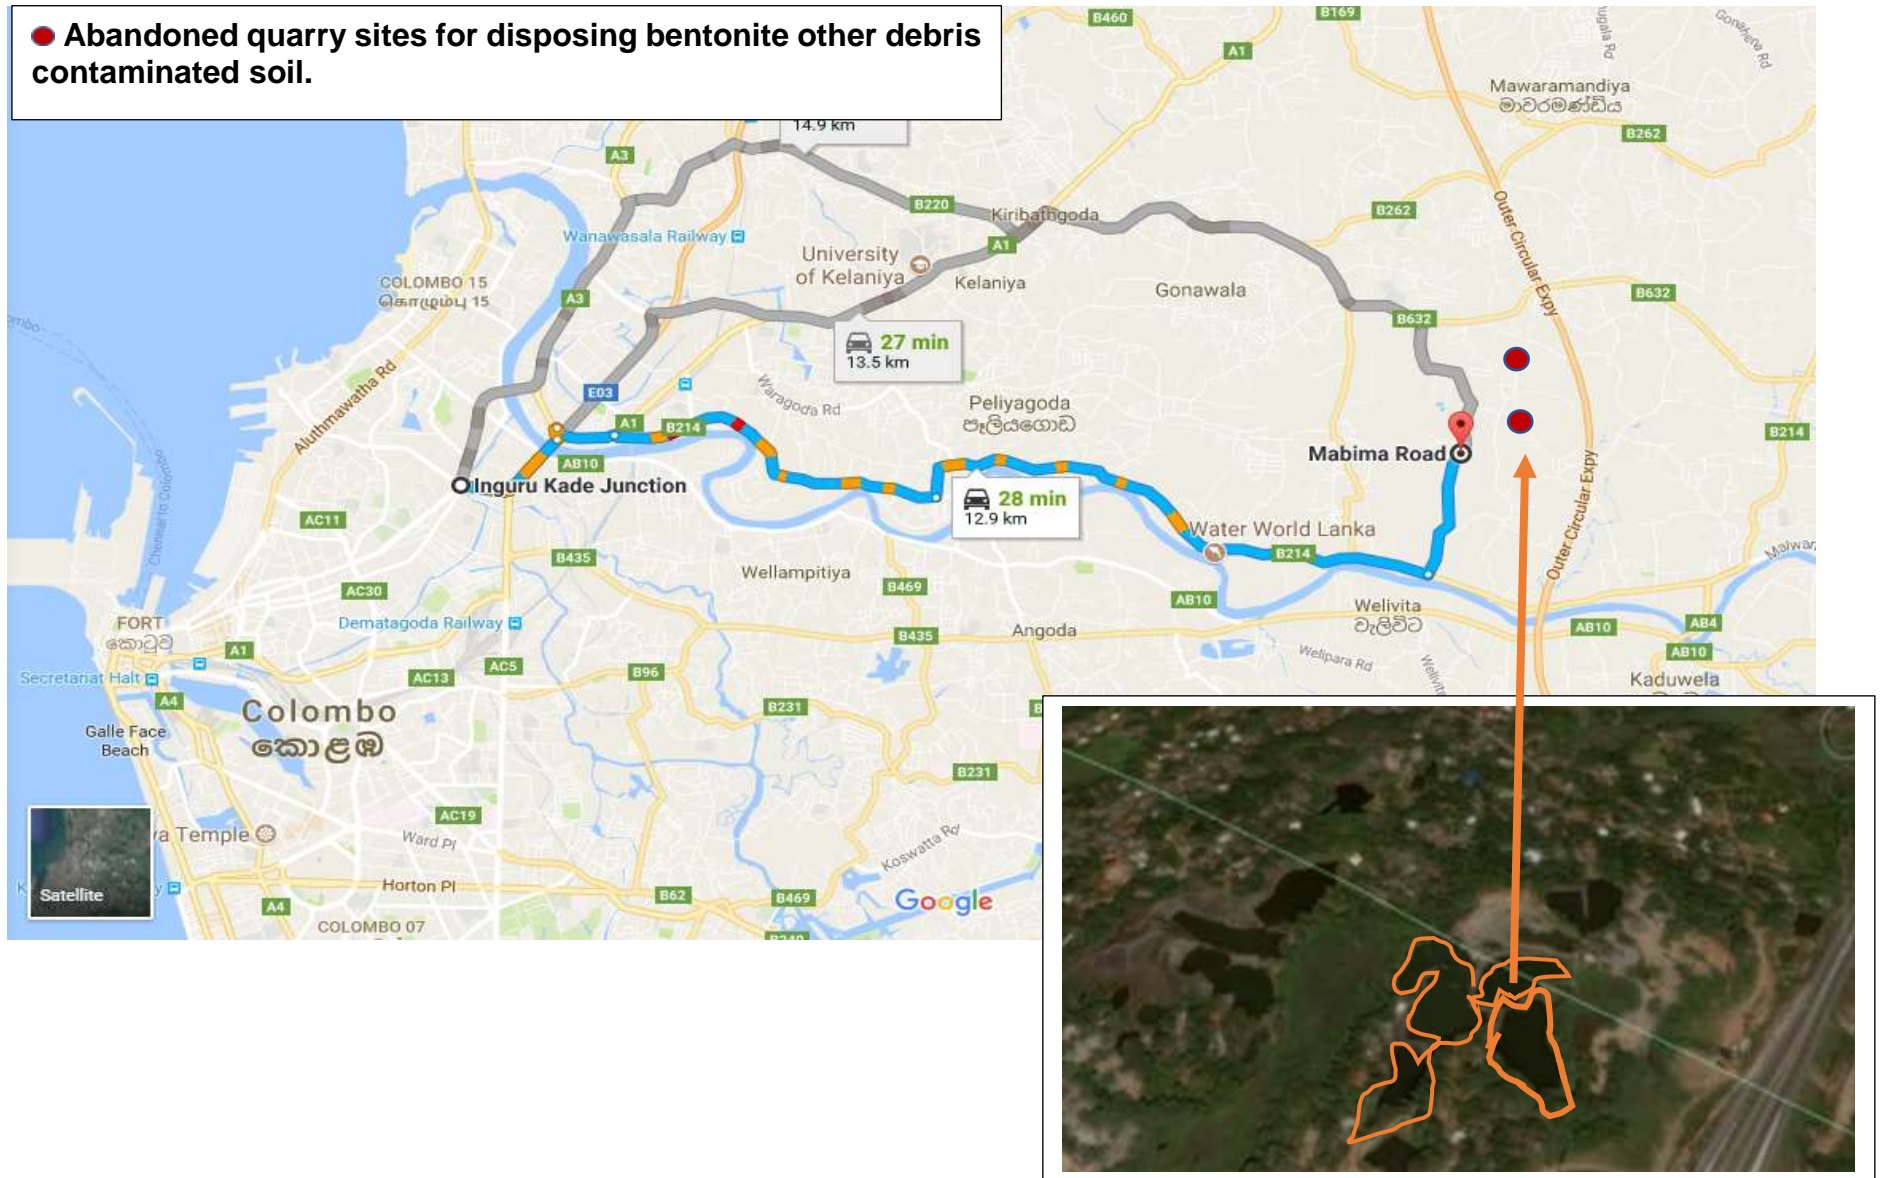 Abandoned quarry sites for disposing bentonite other debris
contaminated soil.
B460
B169
A1
Mawaramandiya
මාවරමණ්ඩිය
B262
14.9 km
A3
B220
Kiribathgoda
B262
Outer Circular Expy
Wanawasala Railway
University
of Kelaniya
A1
Kelaniya
Gonawala
B632
COLOMBO 15
கொழும்பு 15
A3
B632
27 min
13.5 km
E03
Aluthmawatha Rd
Waragoda Rd
Peliyagoda
පෑලියගොඩ
A1
B214
B214
Mabima Road
AB10
Inguru Kade Junction
28 min
12.9 km
AC11
Water World Lanka
B214
Outer Circular Expy
B435
Wellampitiya
B469
AC30
AB10
Welivita
වැලිවිට
FORT
කොටුව
Dematagoda Railway
B435
Angoda
AB10
AB4
A1
AC5
Welipara Rd
AB10
Secretariat Halt
AC13
B96
Kaduwela
A4
Colombo
කොළඹ
B231
Galle Face
Beach
B231
AC19
Temple
Ward Pl
Koswatta Rd
Satellite
Horton Pl
B62
B469
Google
A4
COLOMBO 07